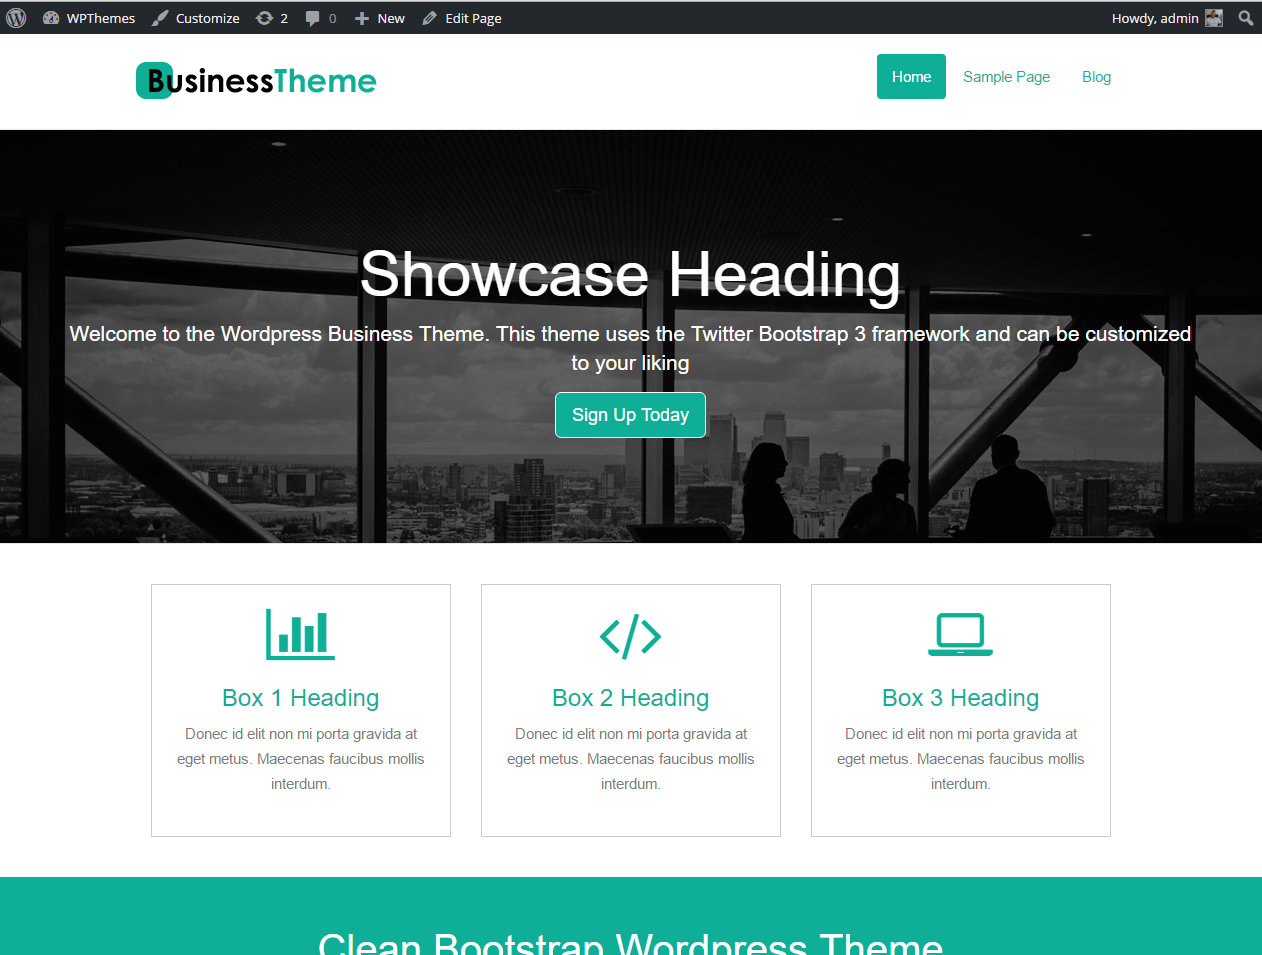 WPThemes Customize 2 0 New Edit Page Howdy, admin
BusinessTheme
Home Sample Page Blog
Showcase Heading
Welcome to the Wordpress Business Theme. This theme uses the Twitter Bootstrap 3 framework and can be customized
to your liking
Sign Up Today
Box 1 Heading
Donec id elit non mi porta gravida at
eget metus. Maecenas faucibus mollis
interdum.
Box 2 Heading
Donec id elit non mi porta gravida at
eget metus. Maecenas faucibus mollis
interdum.
Box 3 Heading
Donec id elit non mi porta gravida at
eget metus. Maecenas faucibus mollis
interdum.
Clean Bootstrap Wordpress Theme